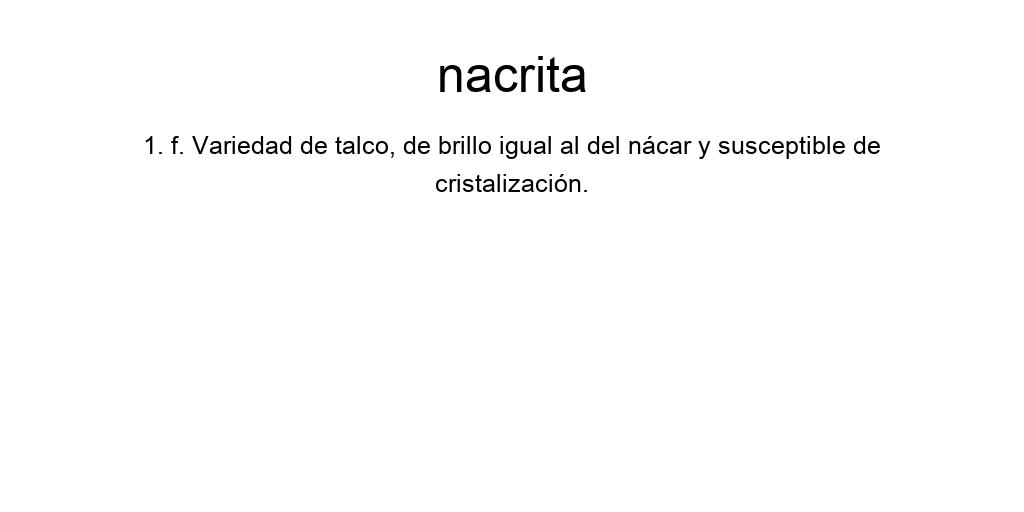 nacrita
1. f. Variedad de talco, de brillo igual al del nácar y susceptible de
cristalización.